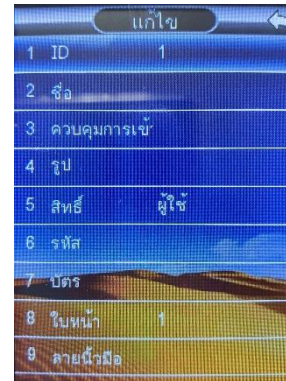 แก้ไข
1 ID 1
2 ชื่อ
3 ควบคุมการเข้า
4 รูป
5 สิทธิ์ ผู้ใช้
6 รหัส
7 บัตร
8 ใบหน้า 1
9 ลายนิ้วมือ